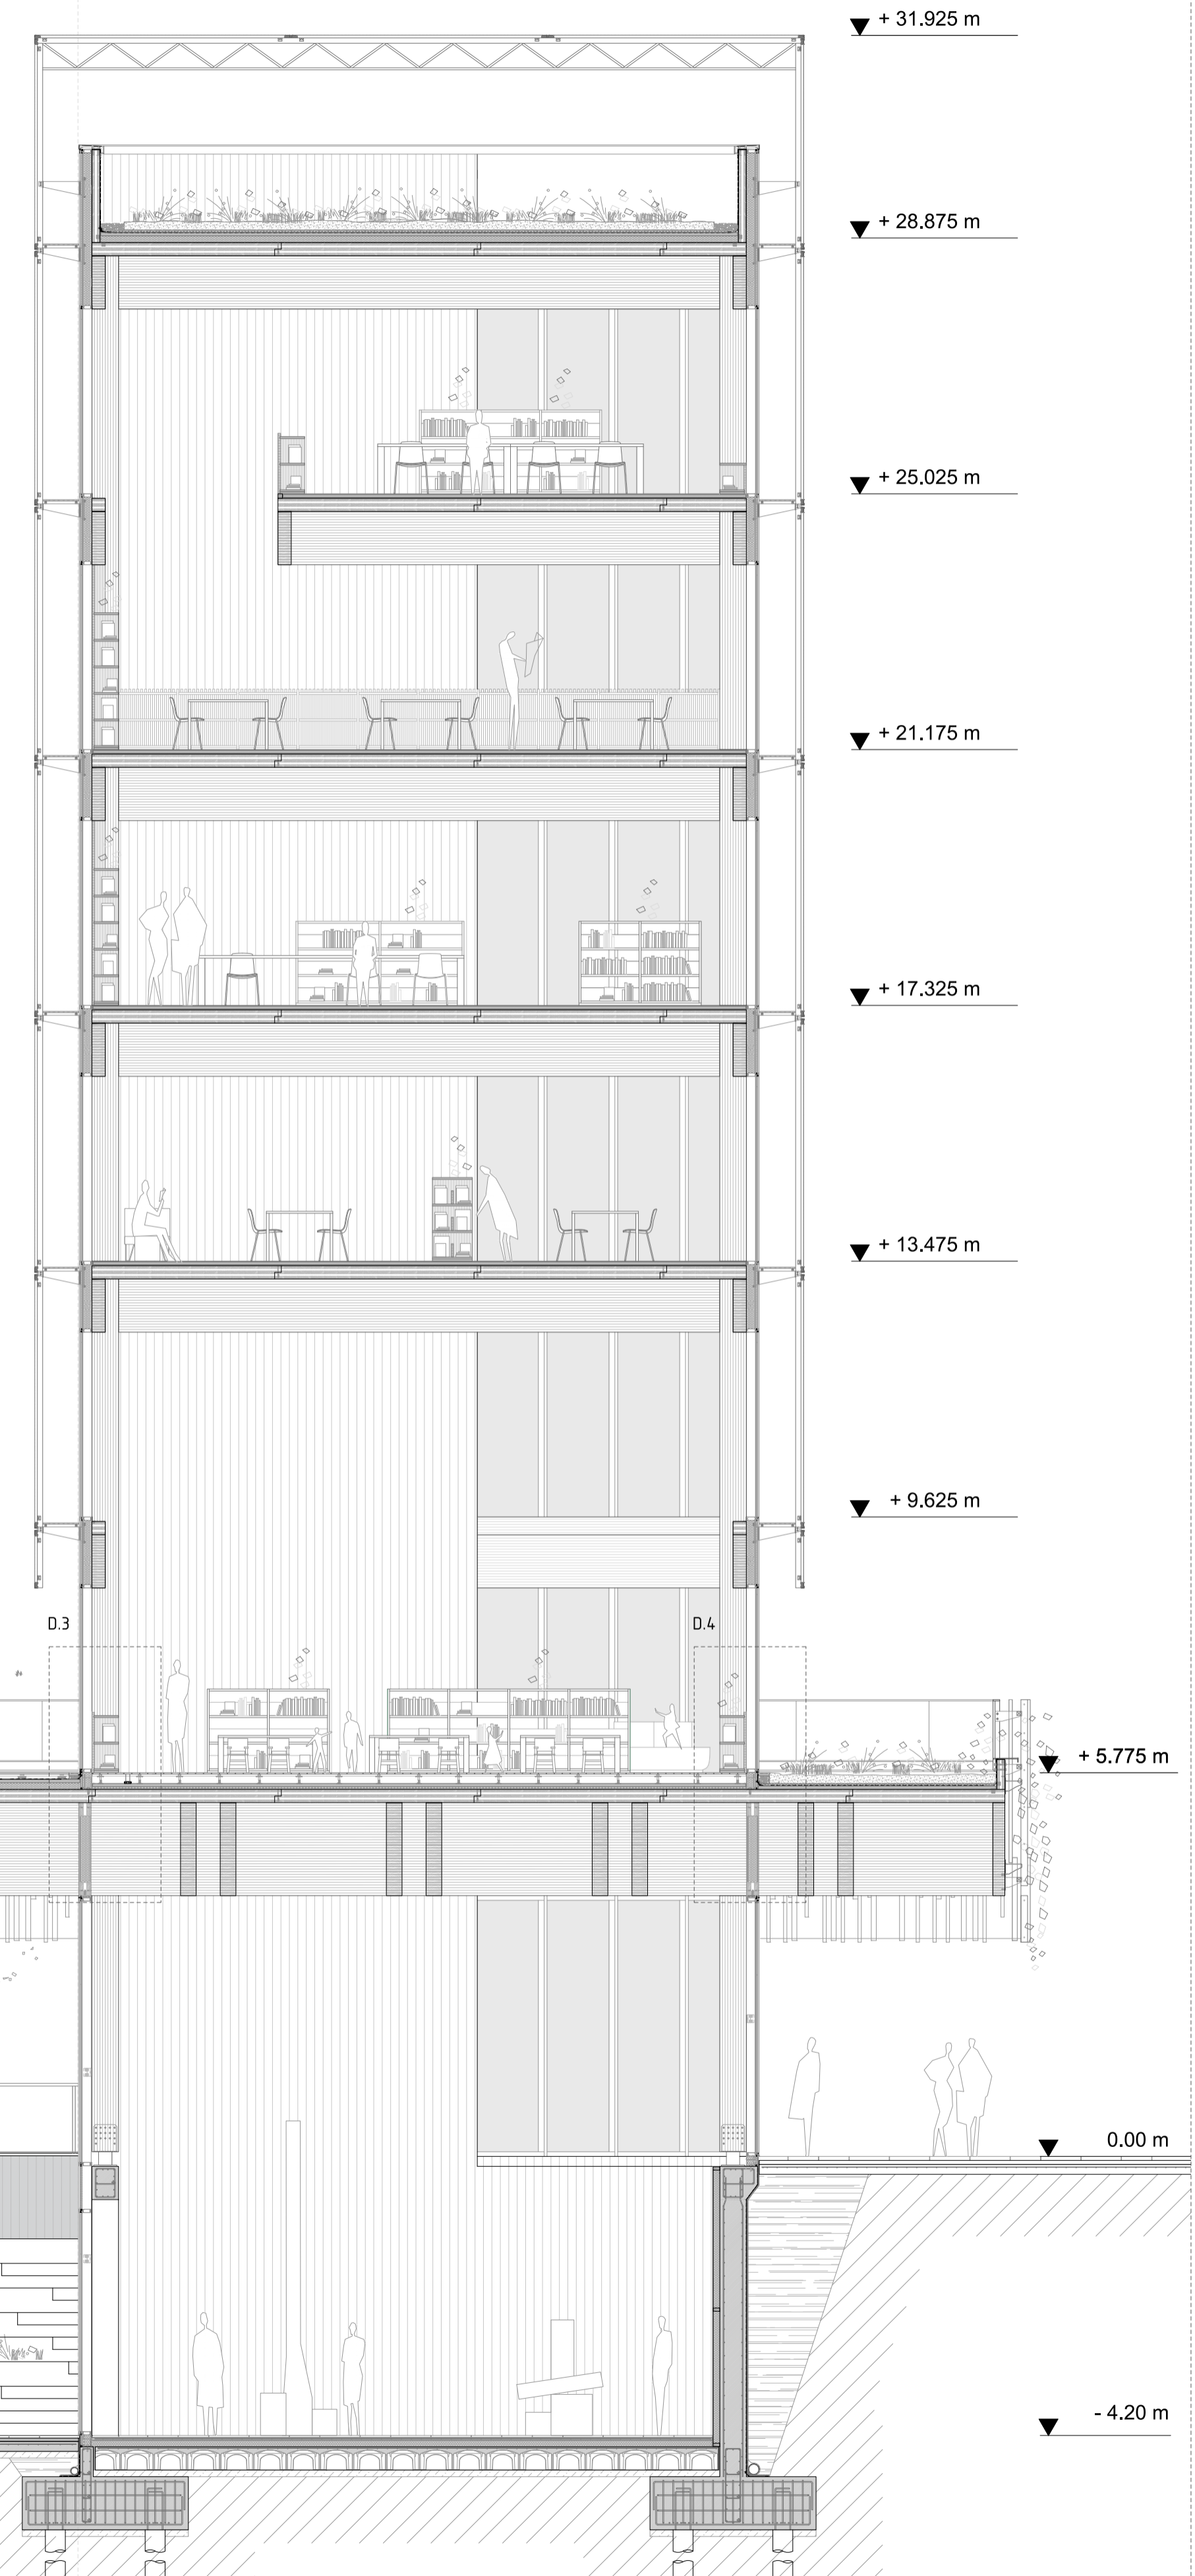 + 31.925 m
+ 28.875 m
+ 25.025 m
+ 21.175 m
+ 17.325 m
+ 13.475 m
+ 9.625 m
D.3
D.4
+ 5.775 m
0.00 m
- 4.20 m